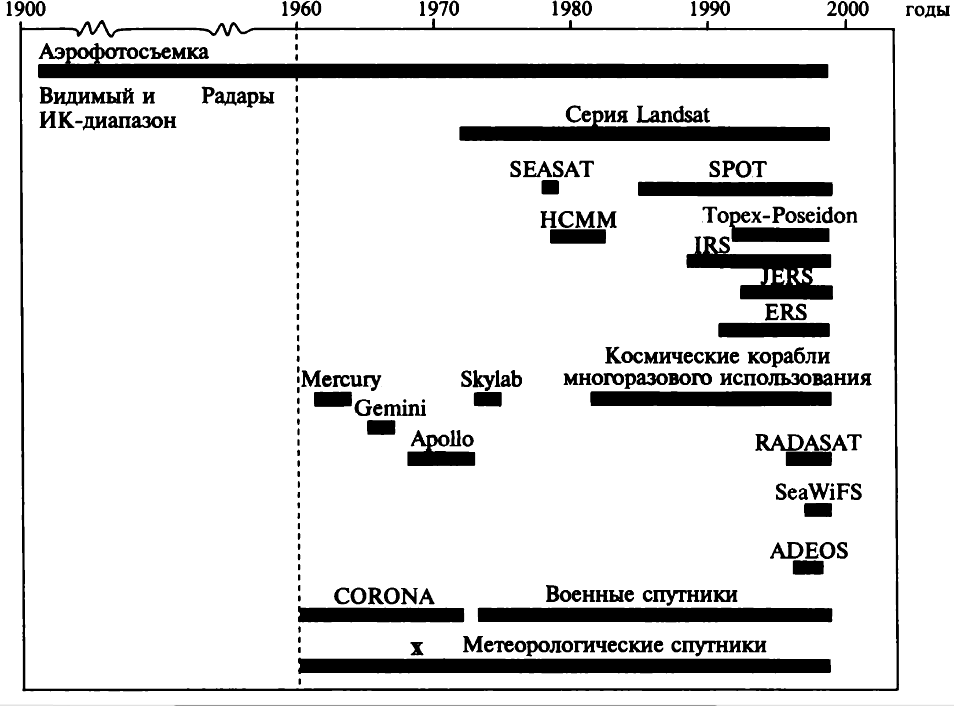 1900 1960 1970 1980 1990 2000 годы
Аэрофотосъемка
Видимый и Радары
ИК-диапазон
Серия Landsat
SEASAT SPOT
HCMM Topex-Poseidon
IRS
JERS
ERS
Космические корабли
многоразового использования
Mercury Skylab
Gemini
Apollo
RADASAT
SeaWiFS
ADEOS
CORONA Военные спутники
x Метеорологические спутники